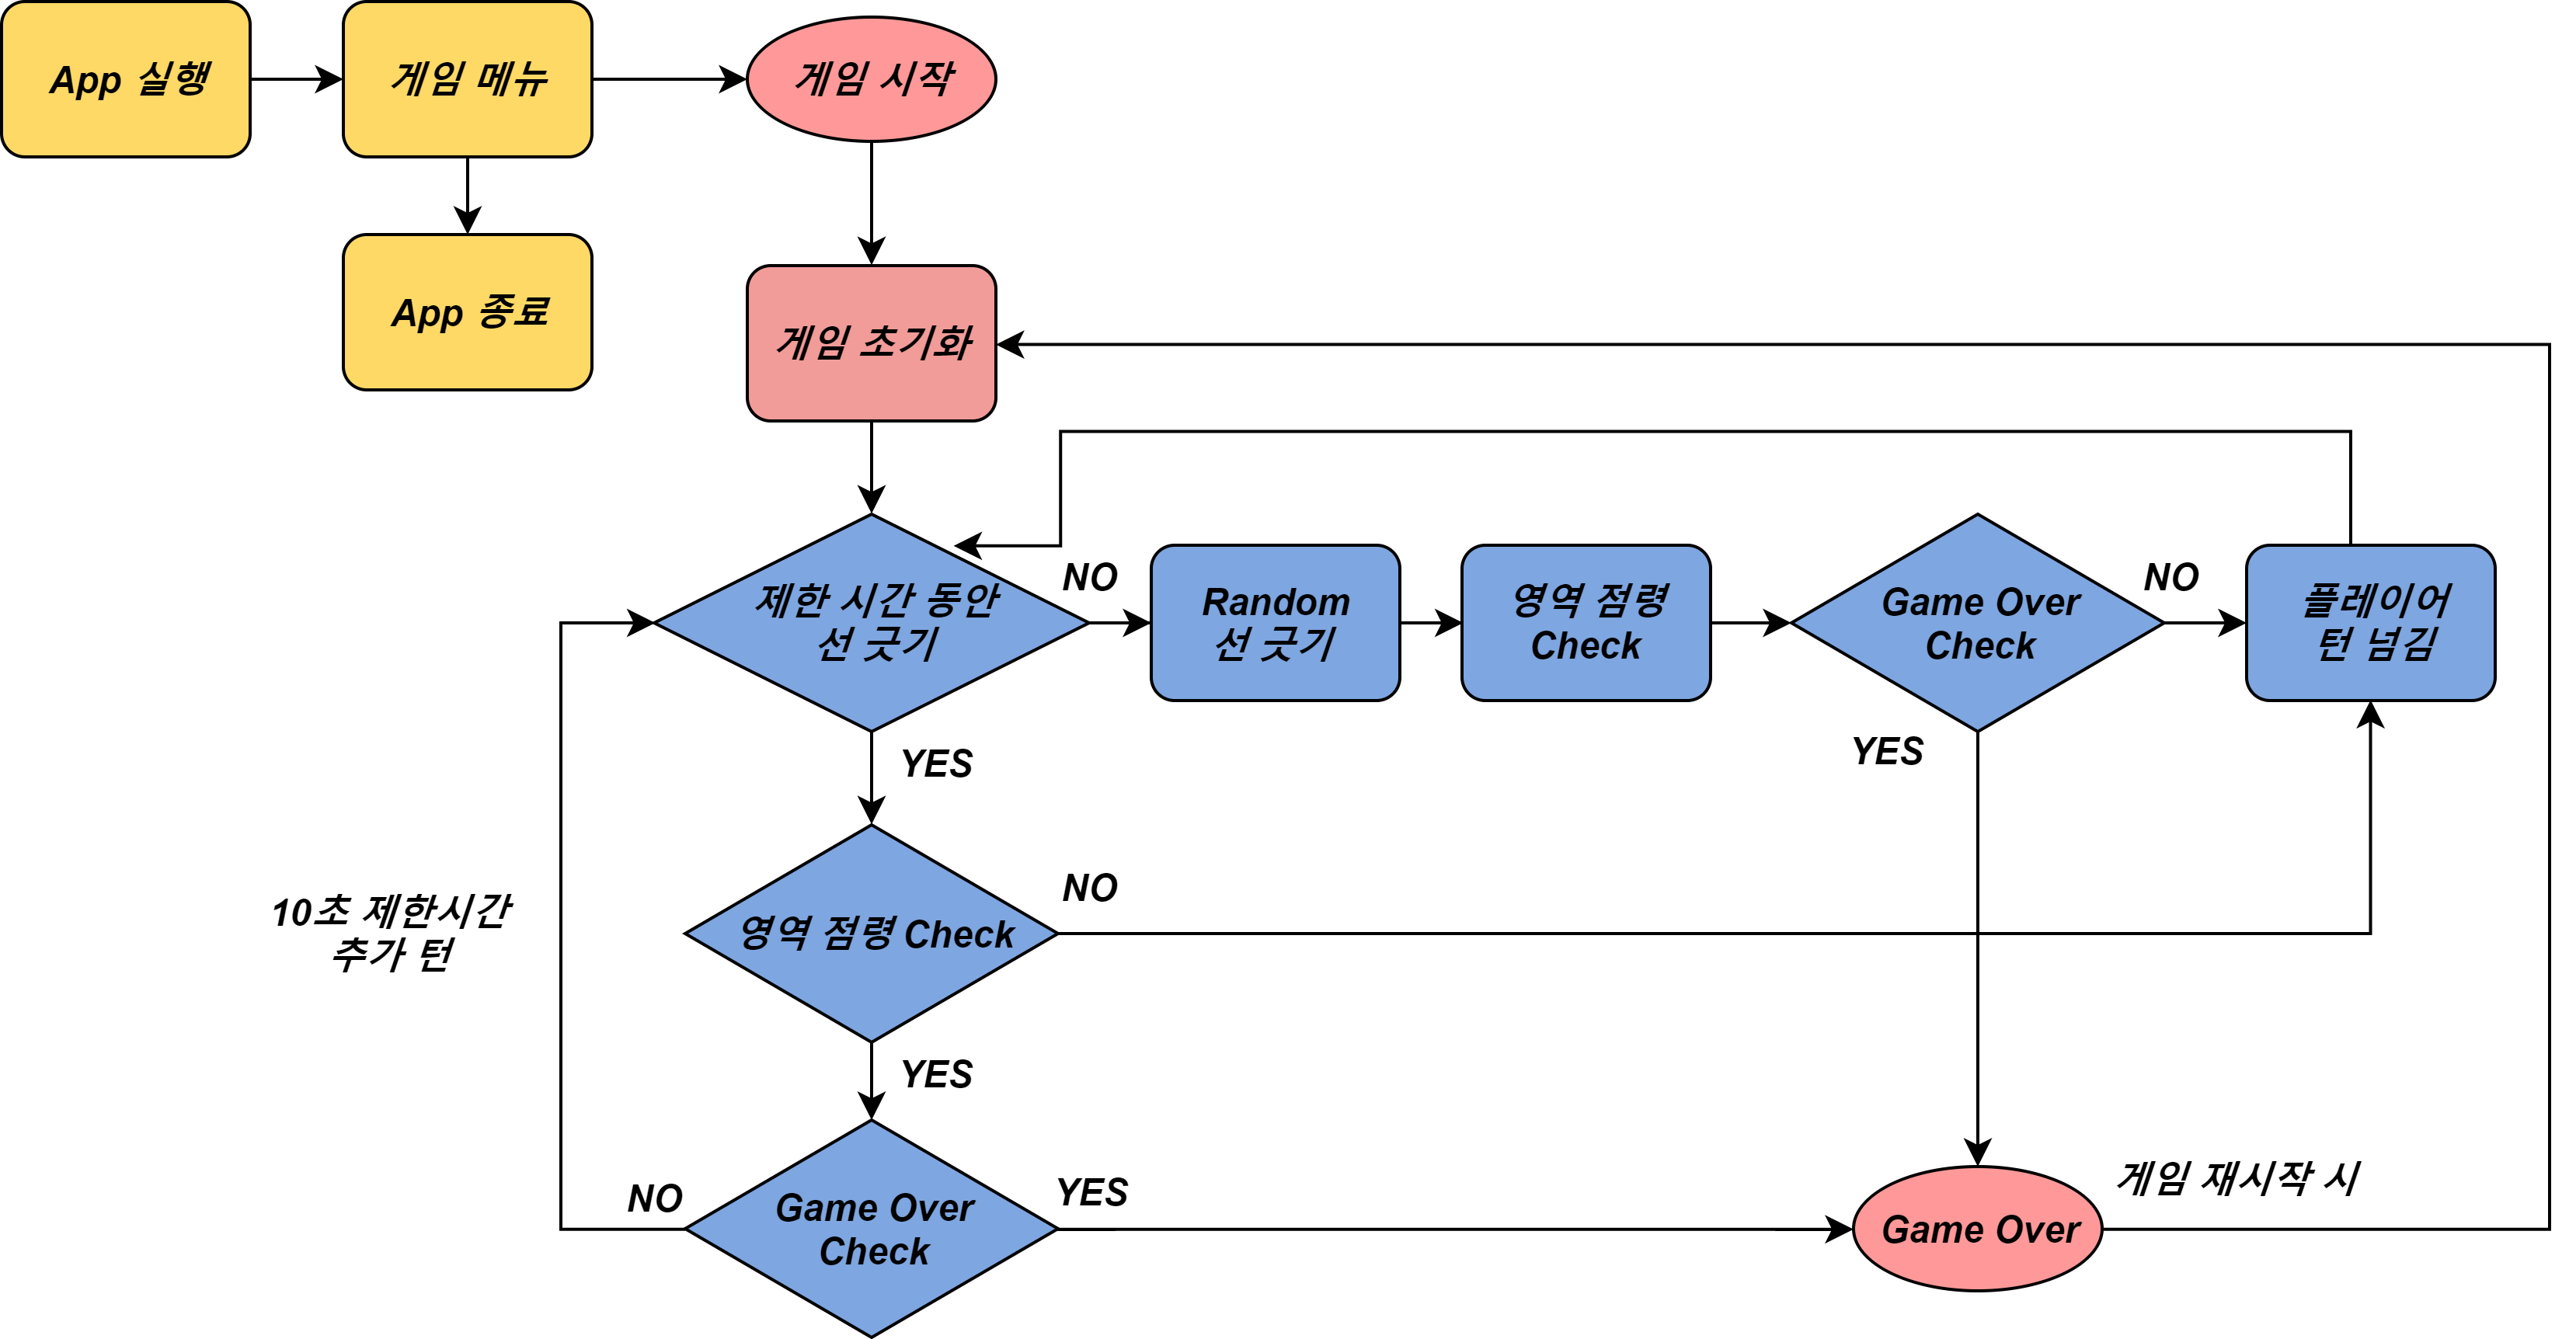 App 실행
게임 메뉴
게임 시작
App 종료
게임 초기화
제한 시간 동안
선 긋기
NO
Random
선 긋기
영역 점령
Check
Game Over
Check
NO
플레이어
턴 넘김
YES
YES
10초 제한시간
추가 턴
영역 점령 Check
NO
YES
NO
Game Over
Check
YES
Game Over
게임 재시작 시